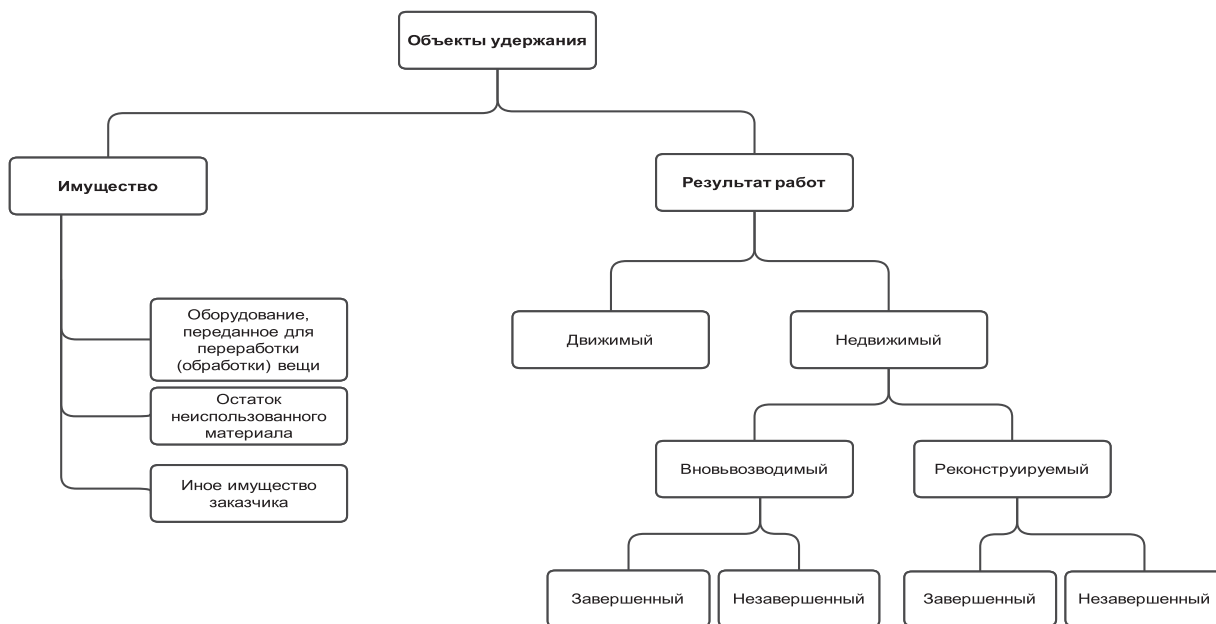 Объекты удержания
Имущество
Результат работ
Оборудование,
переданное для
переработки
(обработки) вещи
Остаток
неиспользованного
материала
Иное имущество
заказчика
Движимый
Недвижимый
Вновьвозводимый
Реконструируемый
Завершенный
Незавершенный
Завершенный
Незавершенный